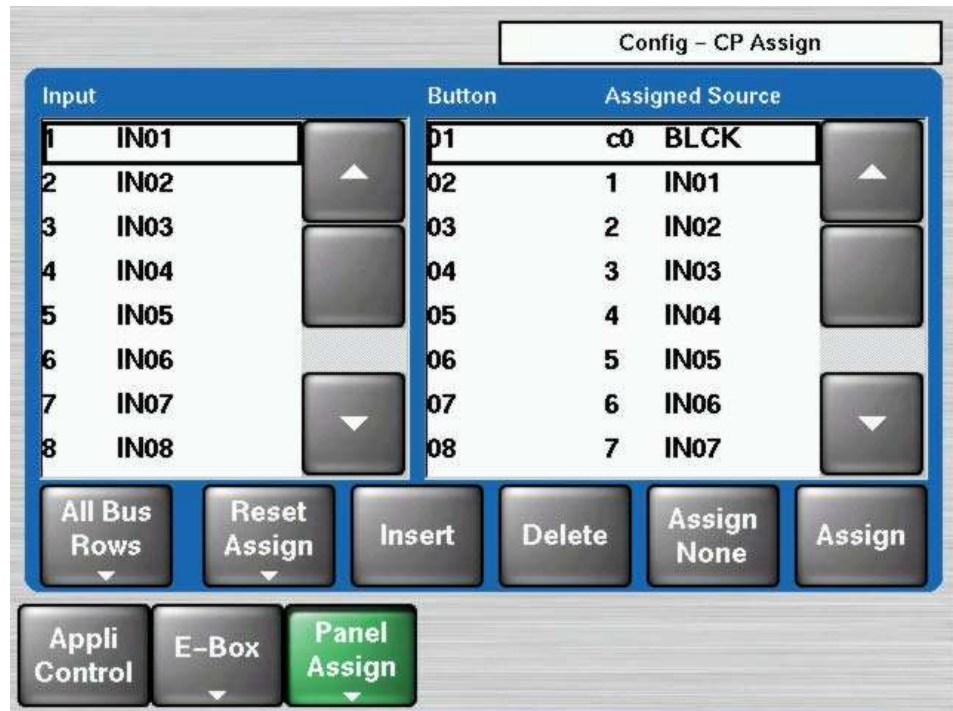 Config – CP Assign
Input Button Assigned Source
1 IN01 01 c0 BLCK
2 IN02 02 1 IN01
3 IN03 03 2 IN02
4 IN04 04 3 IN03
5 IN05 05 4 IN04
6 IN06 06 5 IN05
7 IN07 07 6 IN06
8 IN08 08 7 IN07
All Bus Rows
Reset Assign
Insert
Delete
Assign None
Assign
Appli Control
E–Box
Panel Assign